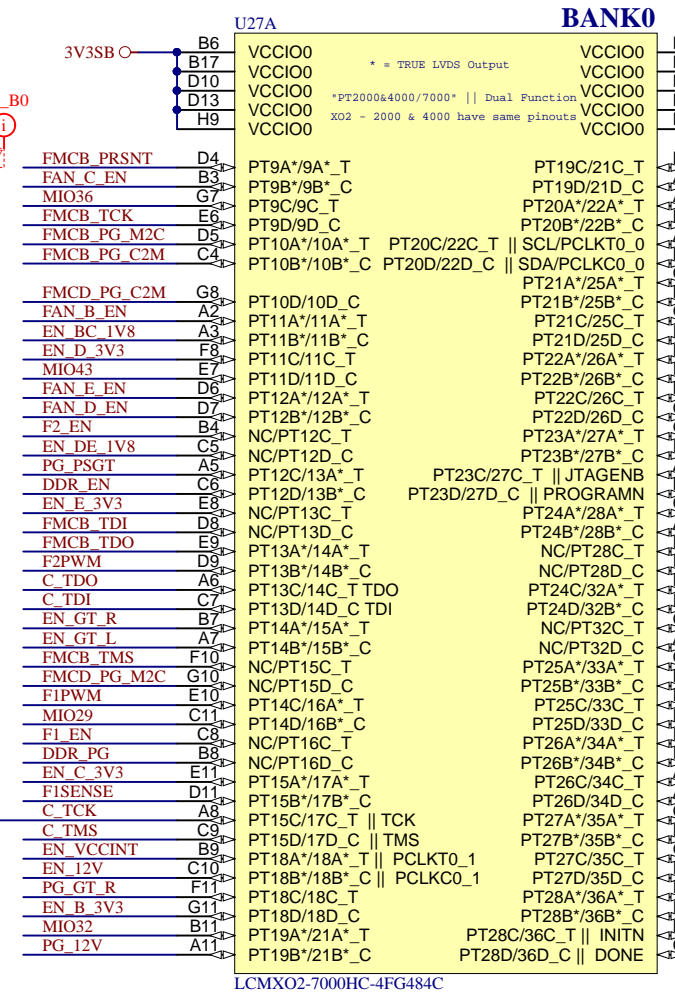 U27A BANK0
3V3SB B6 VCCIO0 VCCIO0
B17 VCCIO0 * = TRUE LVDS Output VCCIO0
D10 VCCIO0 "PT2000&4000/7000" || Dual Function VCCIO0
D13 VCCIO0 XO2 - 2000 & 4000 have same pinouts VCCIO0
H9 VCCIO0 VCCIO0
_B0
i
FMCB_PRSNT D4 PT9A*/9A*_T PT19C/21C_T
FAN_C_EN B3 PT9B*/9B*_C PT19D/21D_C
MIO36 G7 PT9C/9C_T PT20A*/22A*_T
FMCB_TCK E6 PT9D/9D_C PT20B*/22B*_C
FMCB_PG_M2C D5 PT10A*/10A*_T PT20C/22C_T || SCL/PCLKT0_0
FMCB_PG_C2M C4 PT10B*/10B*_C PT20D/22D_C || SDA/PCLKC0_0
PT21A*/25A*_T
FMCD_PG_C2M G8 PT10D/10D_C PT21B*/25B*_C
FAN_B_EN A2 PT11A*/11A*_T PT21C/25C_T
EN_BC_1V8 A3 PT11B*/11B*_C PT21D/25D_C
EN_D_3V3 F8 PT11C/11C_T PT22A*/26A*_T
MIO43 E7 PT11D/11D_C PT22B*/26B*_C
FAN_E_EN D6 PT12A*/12A*_T PT22C/26C_T
FAN_D_EN D7 PT12B*/12B*_C PT22D/26D_C
F2_EN B4 NC/PT12C_T PT23A*/27A*_T
EN_DE_1V8 C5 NC/PT12D_C PT23B*/27B*_C
PG_PSGT A5 PT12C/13A*_T PT23C/27C_T || JTAGENB
DDR_EN C6 PT12D/13B*_C PT23D/27D_C || PROGRAMN
EN_E_3V3 E8 NC/PT13C_T PT24A*/28A*_T
FMCB_TDI D8 NC/PT13D_C PT24B*/28B*_C
FMCB_TDO E9 PT13A*/14A*_T NC/PT28C_T
F2PWM D9 PT13B*/14B*_C NC/PT28D_C
C_TDO A6 PT13C/14C_T TDO PT24C/32A*_T
C_TDI C7 PT13D/14D_C TDI PT24D/32B*_C
EN_GT_R B7 PT14A*/15A*_T NC/PT32C_T
EN_GT_L A7 PT14B*/15B*_C NC/PT32D_C
FMCB_TMS F10 NC/PT15C_T PT25A*/33A*_T
FMCD_PG_M2C G10 NC/PT15D_C PT25B*/33B*_C
F1PWM E10 PT14C/16A*_T PT25C/33C_T
MIO29 C11 PT14D/16B*_C PT25D/33D_C
F1_EN C8 NC/PT16C_T PT26A*/34A*_T
DDR_PG B8 NC/PT16D_C PT26B*/34B*_C
EN_C_3V3 E11 PT15A*/17A*_T PT26C/34C_T
F1SENSE D11 PT15B*/17B*_C PT26D/34D_C
C_TCK A8 PT15C/17C_T || TCK PT27A*/35A*_T
C_TMS C9 PT15D/17D_C || TMS PT27B*/35B*_C
EN_VCCINT B9 PT18A*/18A*_T || PCLKT0_1 PT27C/35C_T
EN_12V C10 PT18B*/18B*_C || PCLKC0_1 PT27D/35D_C
PG_GT_R F11 PT18C/18C_T PT28A*/36A*_T
EN_B_3V3 G11 PT18D/18D_C PT28B*/36B*_C
MIO32 B11 PT19A*/21A*_T PT28C/36C_T || INITN
PG_12V A11 PT19B*/21B*_C PT28D/36D_C || DONE
LCMXO2-7000HC-4FG484C